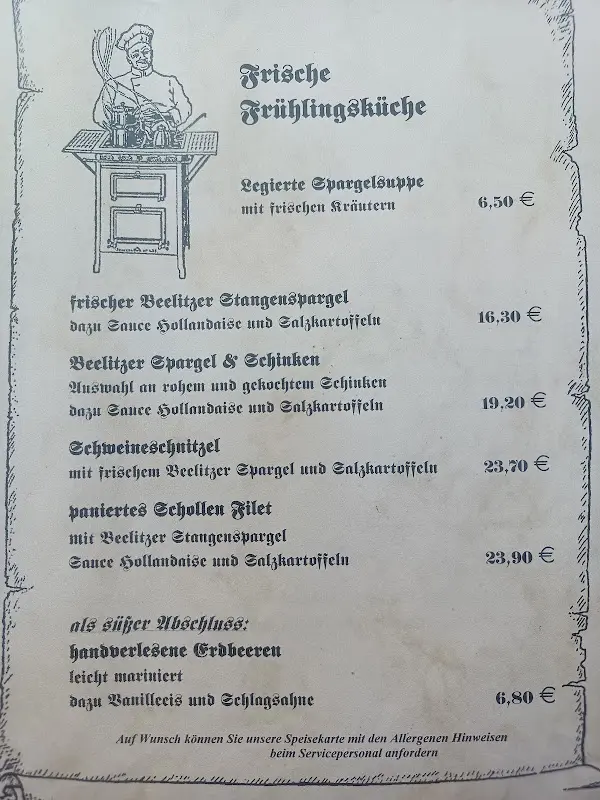 Frische
Frühlingsküche
Legierte Spargelsuppe
mit frischen Kräutern 6,50 €
frischer Beelitzer Stangenspargel
dazu Sauce Hollandaise und Salzkartoffeln 16,30 €
Beelitzer Spargel & Schinken
Auswahl an rohem und gekochtem Schinken
dazu Sauce Hollandaise und Salzkartoffeln 19,20 €
Schweineschnitzel
mit frischem Beelitzer Spargel und Salzkartoffeln 23,70 €
paniertes Schollen Filet
mit Beelitzer Stangenspargel
Sauce Hollandaise und Salzkartoffeln 23,90 €
als süßer Abschluss:
handverlesene Erdbeeren
leicht mariniert
dazu Vanilleeis und Schlagsahne 6,80 €
Auf Wunsch können Sie unsere Speisekarte mit den Allergenen Hinweisen
beim Servicepersonal anfordern